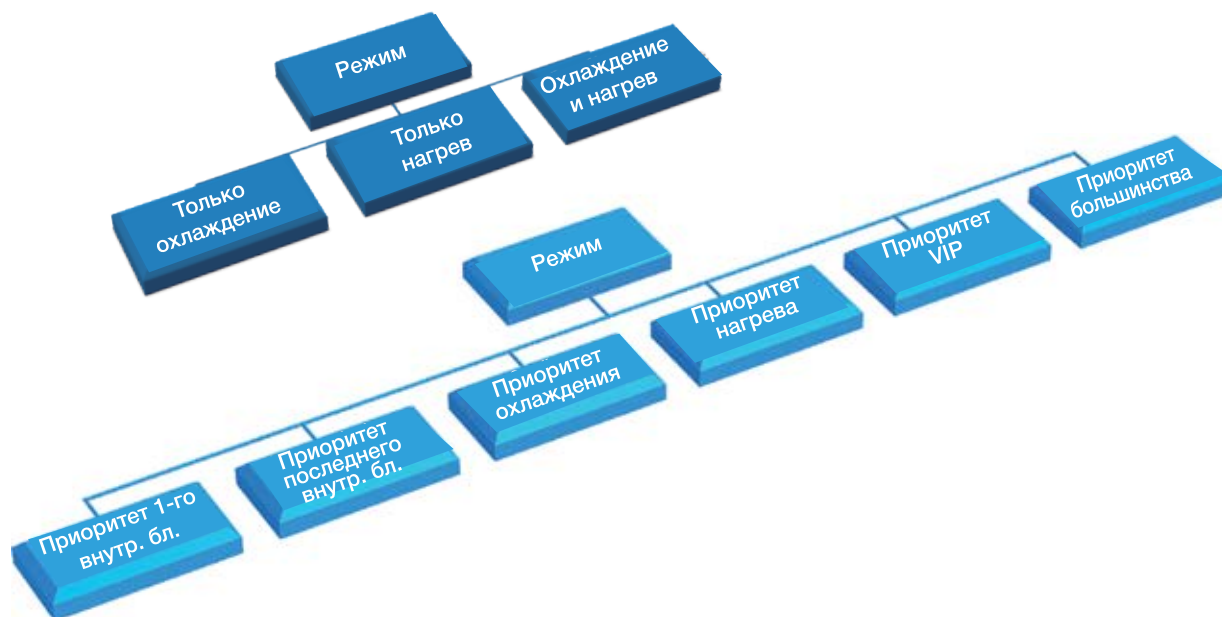 Режим
Только
охлаждение
Только
нагрев
Охлаждение
и нагрев
Режим
Приоритет 1-го
внутр. бл.
Приоритет
последнего
внутр. бл.
Приоритет
охлаждения
Приоритет
нагрева
Приоритет
VIP
Приоритет
большинства